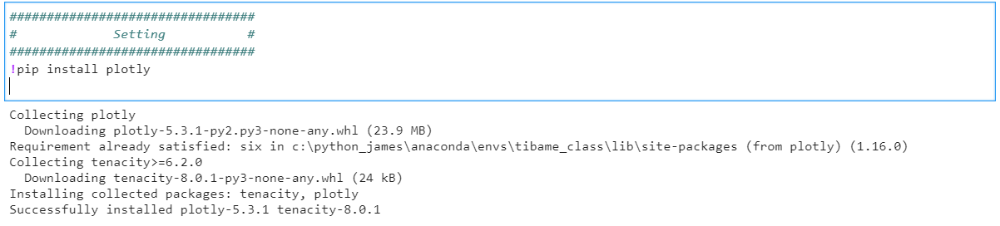 #################################
#             Setting           #
#################################
!pip install plotly
Collecting plotly
  Downloading plotly-5.3.1-py2.py3-none-any.whl (23.9 MB)
Requirement already satisfied: six in c:\python_james\anaconda\envs\tibame_class\lib\site-packages (from plotly) (1.16.0)
Collecting tenacity>=6.2.0
  Downloading tenacity-8.0.1-py3-none-any.whl (24 kB)
Installing collected packages: tenacity, plotly
Successfully installed plotly-5.3.1 tenacity-8.0.1